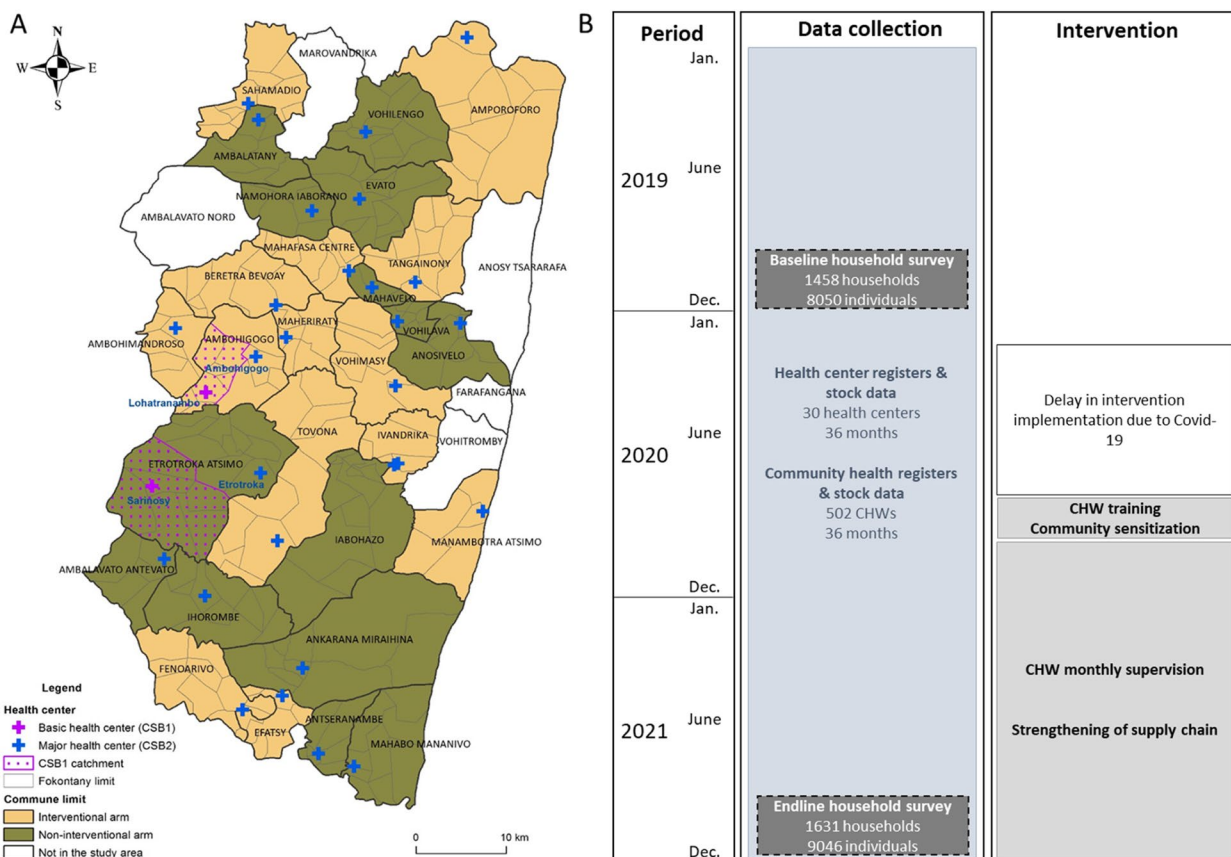 A
N
W
E
S
MAROVANDRIKA
SAHAMADIO
AMPOROFORO
VOHILENGO
AMBALATANY
EVATO
NAMOHORA IABORANO
AMBALAVATO NORD
MAHAFASA CENTRE
TANGAINONY
ANOSY TSARARAFA
BERETRA BEVOAY
MAHAVELO
MAHERIRATY
VOHILAVA
AMBOHIMANDROSO
AMBOHIGOGO
ANOSIVELO
VOHIMASY
Ambohigogo
FARAFANGANA
Lohatranambo
TOVONA
IVANDRIKA
VOHITROMBY
ETROTROKA ATSIMO
Etrotroka
Sarinosy
IABOHAZO
MANAMBOTRA ATSIMO
AMBALAVATO ANTEVATO
IHOROMBE
ANKARANA MIRAIHINA
FENOARIVO
ANTSERANAMBE
EFATSY
MAHABO MANANIVO
Legend
Health center
Basic health center (CSB1)
Major health center (CSB2)
CSB1 catchment
Fokontany limit
Commune limit
Interventional arm
Non-interventional arm
Not in the study area
0 10 km
B
Period
Data collection
Intervention
Jan.
June
2019
Baseline household survey
1458 households
8050 individuals
Dec.
Jan.
Health center registers &
stock data
30 health centers
36 months
Delay in intervention
implementation due to Covid-
19
June
2020
Community health registers
& stock data
502 CHWs
36 months
CHW training
Community sensitization
Dec.
Jan.
CHW monthly supervision
June
2021
Strengthening of supply chain
Endline household survey
1631 households
9046 individuals
Dec.